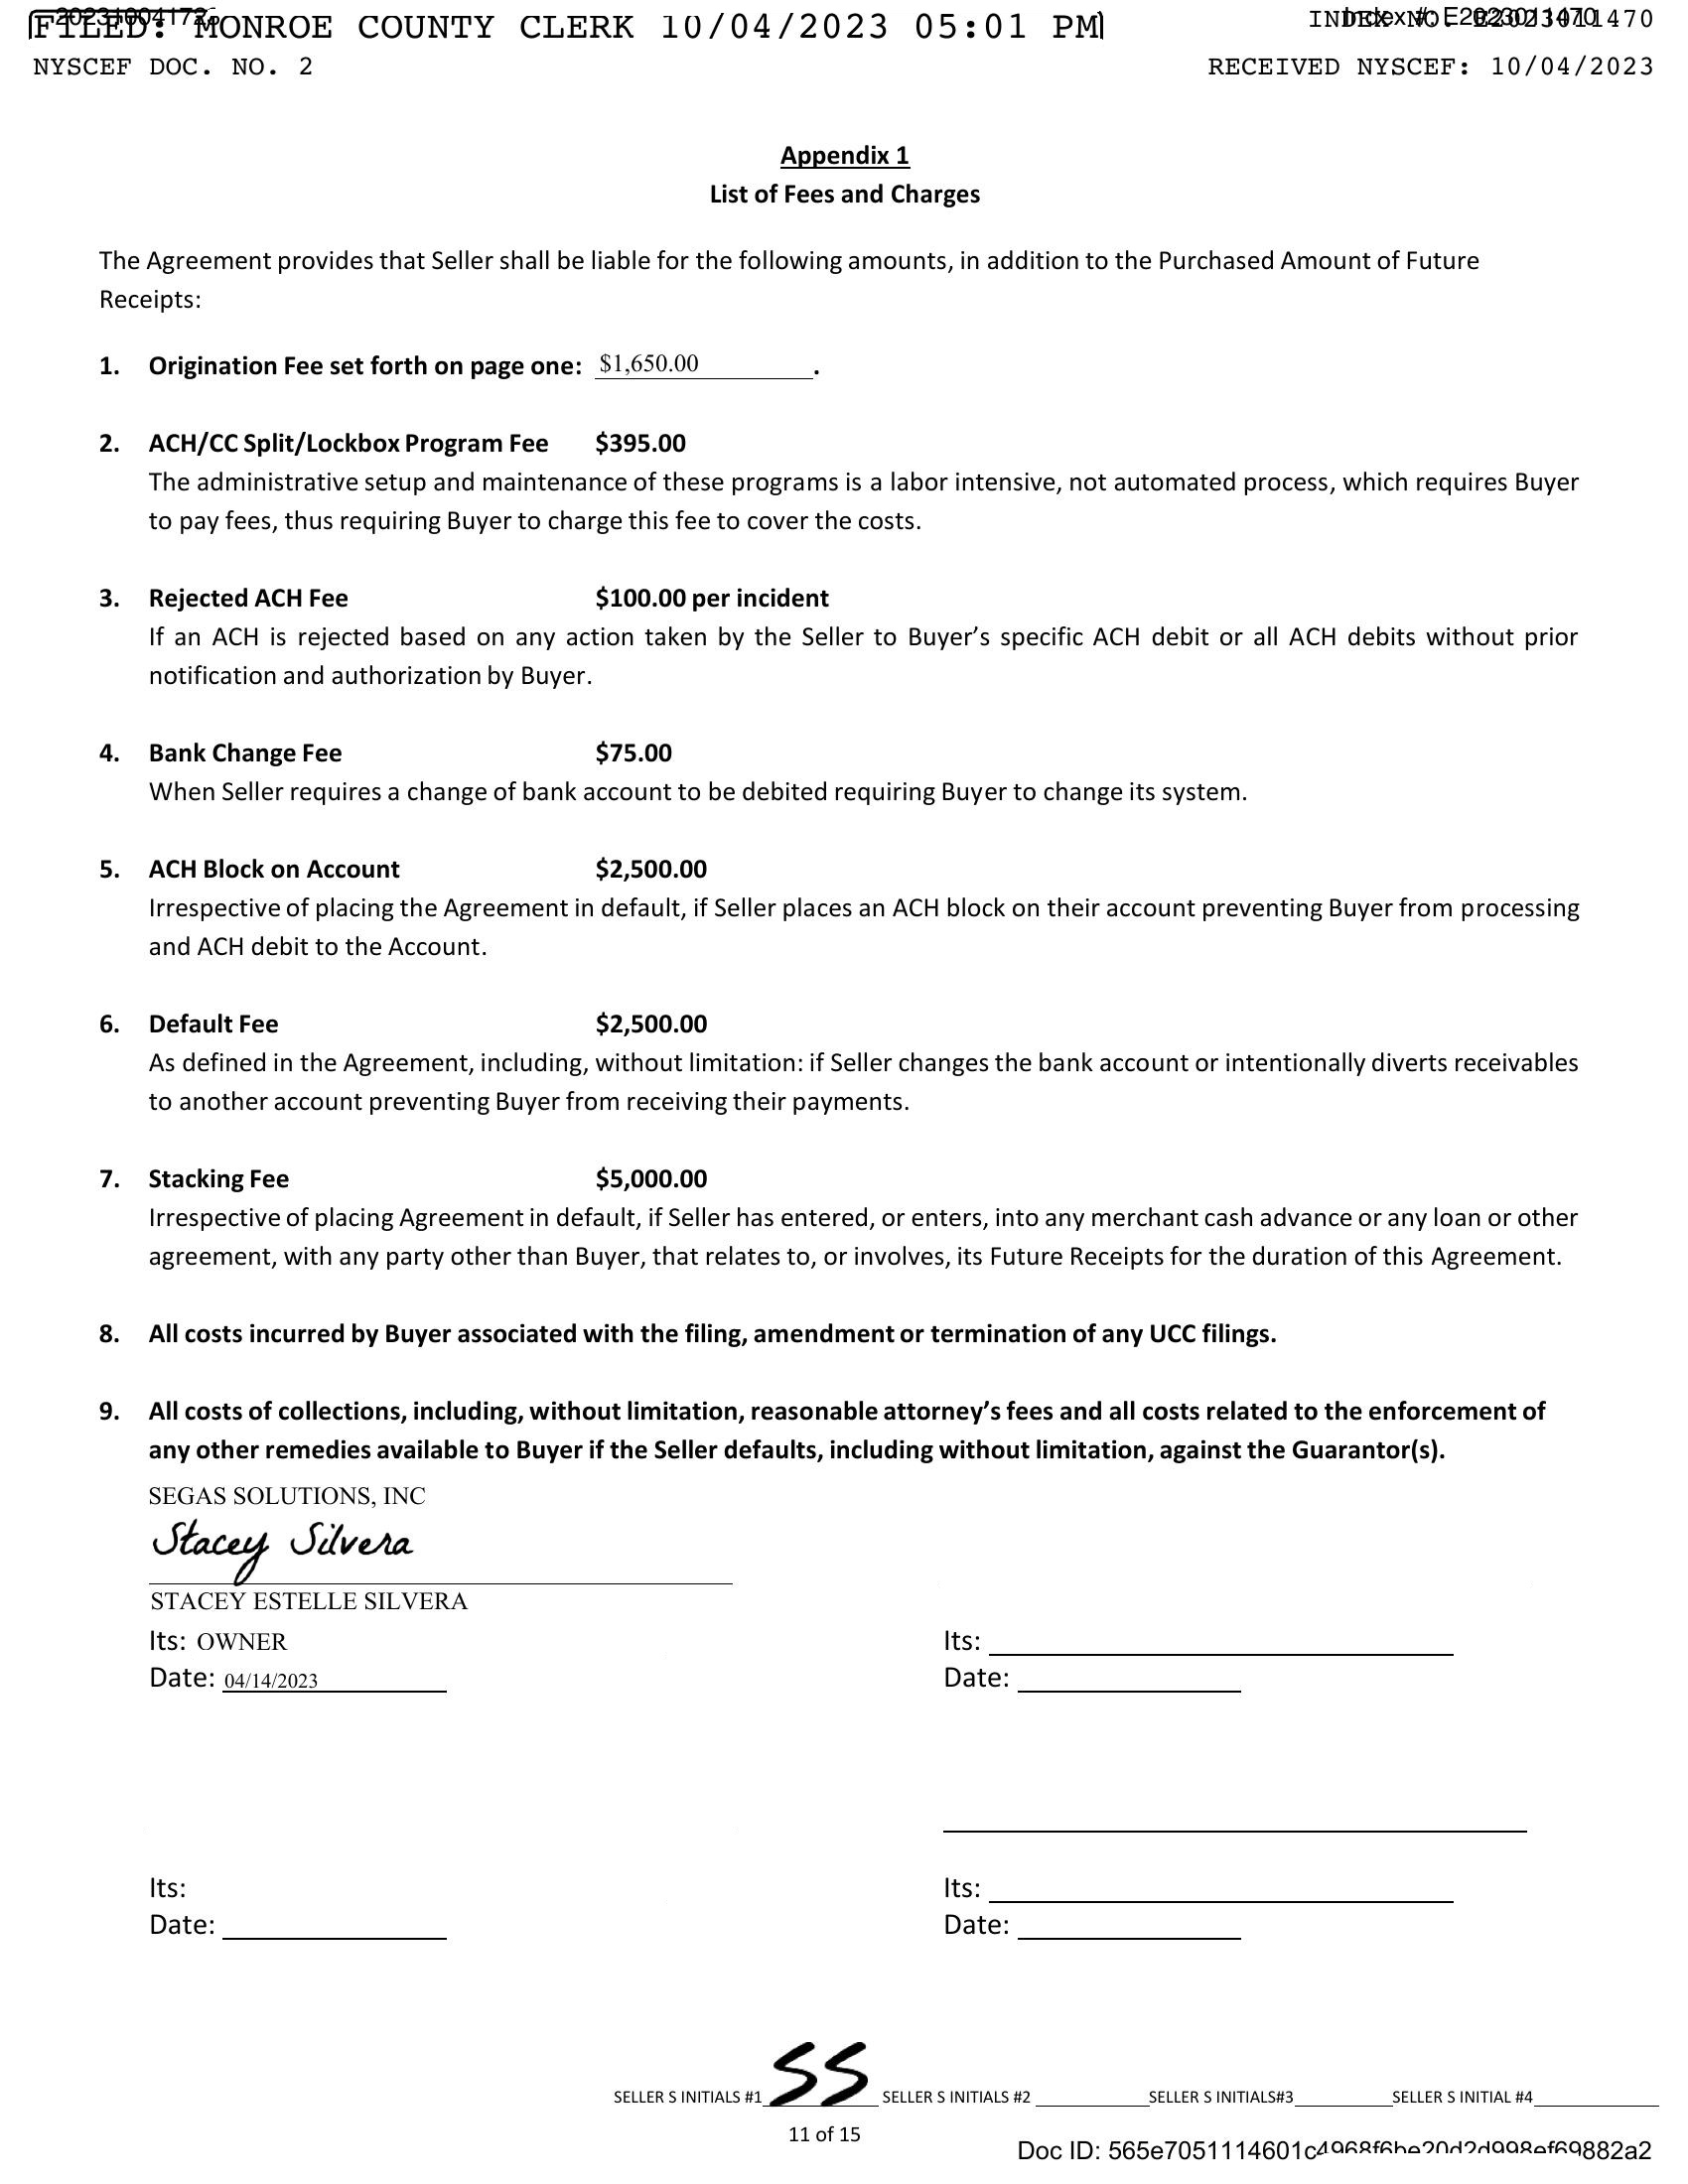 FILED: MONROE COUNTY CLERK 10/04/2023 05:01 PM
INDEX NO. E2023011470
Index #: E2023011470
NYSCEF DOC. NO. 2
RECEIVED NYSCEF: 10/04/2023
Appendix 1
List of Fees and Charges
The Agreement provides that Seller shall be liable for the following amounts, in addition to the Purchased Amount of Future
Receipts:
1. Origination Fee set forth on page one: $1,650.00 .
2. ACH/CC Split/Lockbox Program Fee $395.00
The administrative setup and maintenance of these programs is a labor intensive, not automated process, which requires Buyer
to pay fees, thus requiring Buyer to charge this fee to cover the costs.
3. Rejected ACH Fee $100.00 per incident
If an ACH is rejected based on any action taken by the Seller to Buyer’s specific ACH debit or all ACH debits without prior
notification and authorization by Buyer.
4. Bank Change Fee $75.00
When Seller requires a change of bank account to be debited requiring Buyer to change its system.
5. ACH Block on Account $2,500.00
Irrespective of placing the Agreement in default, if Seller places an ACH block on their account preventing Buyer from processing
and ACH debit to the Account.
6. Default Fee $2,500.00
As defined in the Agreement, including, without limitation: if Seller changes the bank account or intentionally diverts receivables
to another account preventing Buyer from receiving their payments.
7. Stacking Fee $5,000.00
Irrespective of placing Agreement in default, if Seller has entered, or enters, into any merchant cash advance or any loan or other
agreement, with any party other than Buyer, that relates to, or involves, its Future Receipts for the duration of this Agreement.
8. All costs incurred by Buyer associated with the filing, amendment or termination of any UCC filings.
9. All costs of collections, including, without limitation, reasonable attorney’s fees and all costs related to the enforcement of
any other remedies available to Buyer if the Seller defaults, including without limitation, against the Guarantor(s).
SEGAS SOLUTIONS, INC
Stacey Silvera
STACEY ESTELLE SILVERA
Its: OWNER
Its:
Date: 04/14/2023
Date:
Its:
Its:
Date:
Date:
SELLER S INITIALS #1 SS SELLER S INITIALS #2 SELLER S INITIALS#3 SELLER S INITIAL #4
11 of 15
Doc ID: 565e7051114601c4968f6be20d2d998ef69882a2